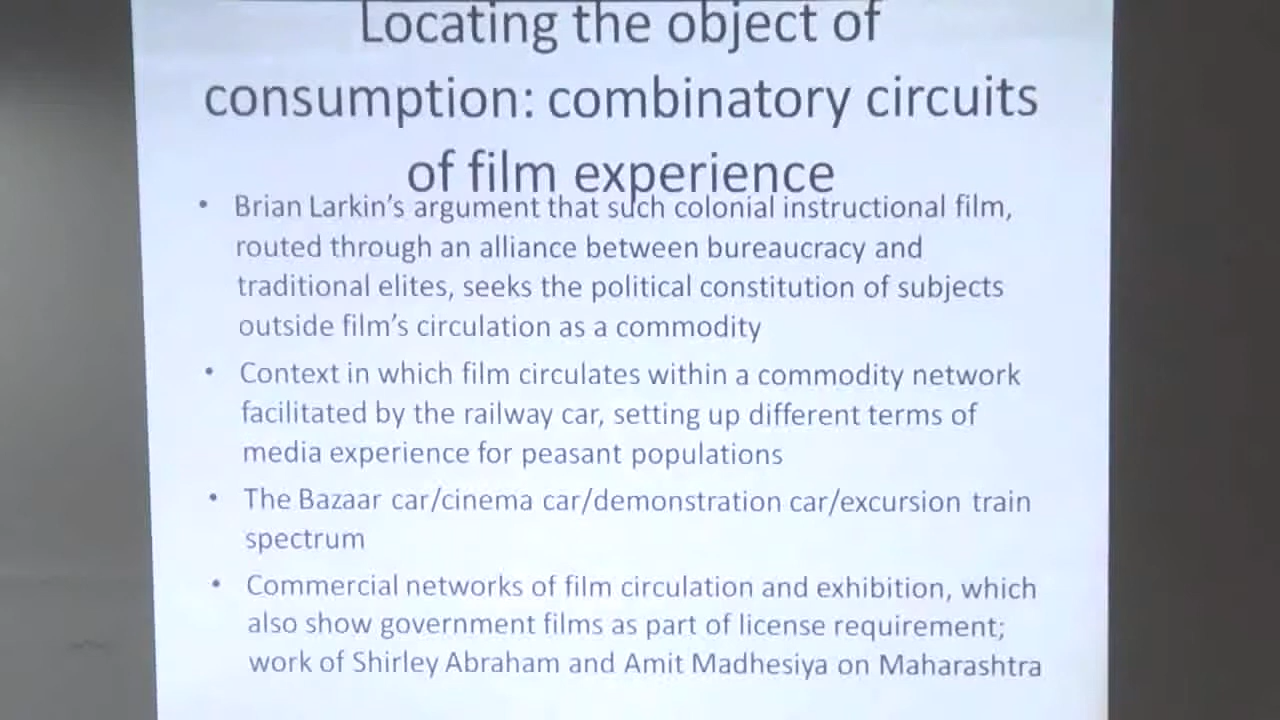 Locating the object of
consumption: combinatory circuits
of film experience
• Brian Larkin's argument that such colonial instructional film,
routed through an alliance between bureaucracy and
traditional elites, seeks the political constitution of subjects
outside film's circulation as a commodity
• Context in which film circulates within a commodity network
facilitated by the railway car, setting up different terms of
media experience for peasant populations
• The Bazaar car/cinema car/demonstration car/excursion train
spectrum
• Commercial networks of film circulation and exhibition, which
also show government films as part of license requirement;
work of Shirley Abraham and Amit Madhesiya on Maharashtra